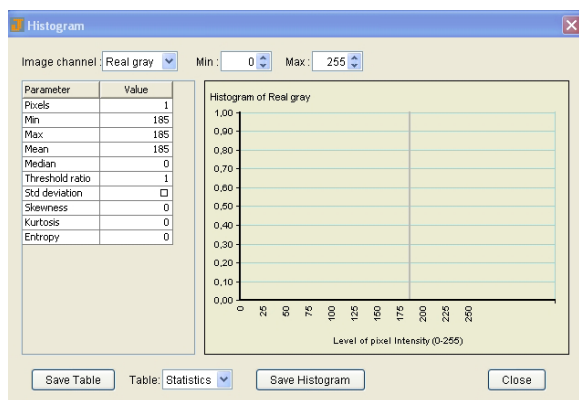 Histogram
Image channel : Real gray Min : 0 Max : 255
Parameter Value
Pixels 1
Min 185
Max 185
Mean 185
Median 0
Threshold ratio 1
Std deviation □
Skewness 0
Kurtosis 0
Entropy 0
Histogram of Real gray
1,00
0,90
0,80
0,70
0,60
0,50
0,40
0,30
0,20
0,10
0,00
0 25 50 75 100 125 150 175 200 225 250
Level of pixel Intensity (0-255)
Save Table Table: Statistics Save Histogram Close